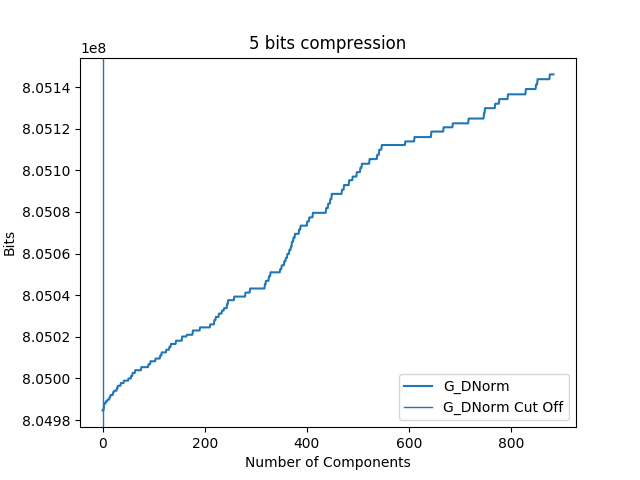 5 bits compression
1e8
8.0514
8.0512
8.0510
8.0508
8.0506
8.0504
8.0502
8.0500
8.0498
Bits
0 200 400 600 800
Number of Components
G_DNorm
G_DNorm Cut Off